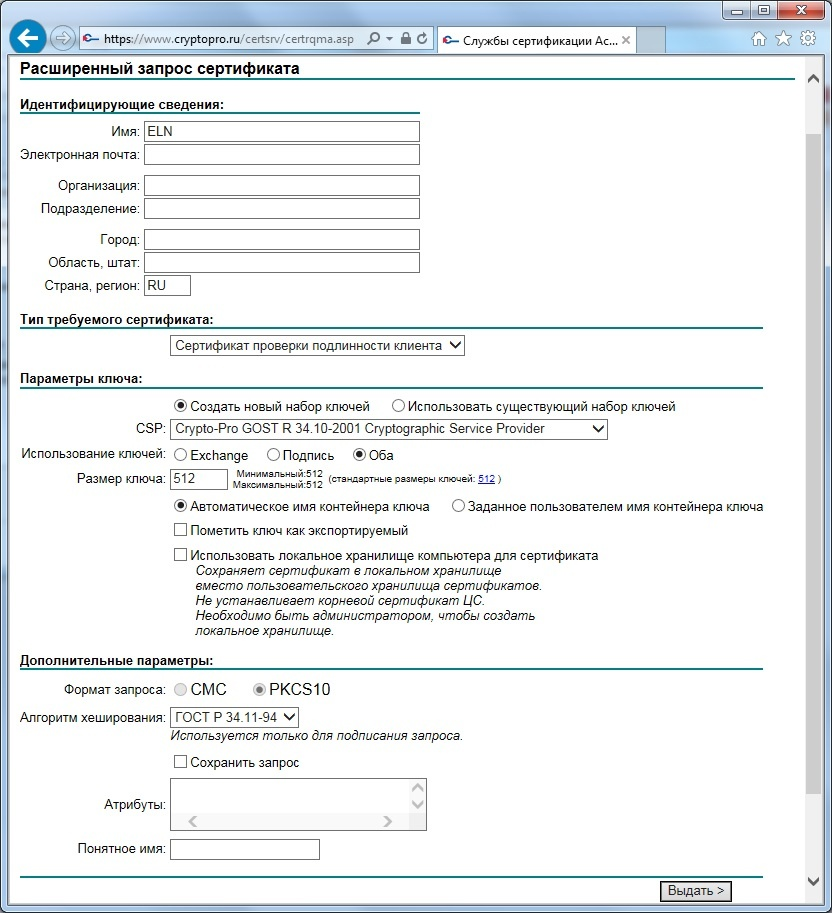 https://www.cryptopro.ru/certsrv/certrqma.asp
Службы сертификации Ac...
Расширенный запрос сертификата
Идентифицирующие сведения:
Имя: ELN
Электронная почта:
Организация:
Подразделение:
Город:
Область, штат:
Страна, регион: RU
Тип требуемого сертификата:
Сертификат проверки подлинности клиента
Параметры ключа:
Создать новый набор ключей Использовать существующий набор ключей
CSP: Crypto-Pro GOST R 34.10-2001 Cryptographic Service Provider
Использование ключей: Exchange Подпись Оба
Размер ключа: 512 Минимальный:512 (стандартные размеры ключей: 512 )
Максимальный:512
Автоматическое имя контейнера ключа Заданное пользователем имя контейнера ключа
Пометить ключ как экспортируемый
Использовать локальное хранилище компьютера для сертификата
Сохраняет сертификат в локальном хранилище
вместо пользовательского хранилища сертификатов.
Не устанавливает корневой сертификат ЦС.
Необходимо быть администратором, чтобы создать
локальное хранилище.
Дополнительные параметры:
Формат запроса: CMC PKCS10
Алгоритм хеширования: ГОСТ Р 34.11-94
Используется только для подписания запроса.
Сохранить запрос
Атрибуты:
Понятное имя:
Выдать >